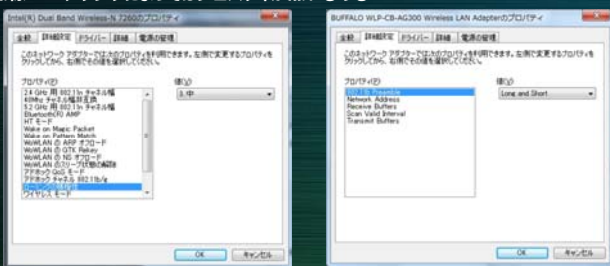 Intel(R) Dual Band Wireless-N 7260のプロパティ
全般 詳細設定 ドライバー 詳細 電源の管理
このネットワーク アダプターでは次のプロパティを利用できます。左側で変更するプロパティを
クリックしてから、右側でその値を選択してください。
プロパティ(P):
値(V):
2.4 GHz 用 802.11n チャネル幅
40MHz チャネル幅非互換
5.2 GHz 用 802.11n チャネル幅
Bluetooth(R) AMP
HT モード
Wake on Magic Packet
Wake on Pattern Match
WoWLAN の ARP オフロード
WoWLAN の GTK Rekey
WoWLAN の NS オフロード
WoWLAN のスリープ状態の解除
アドホック QoS モード
アドホック チャネル 802.11b/g
ワイヤレス モード
3. 中
OK キャンセル
BUFFALO WLP-CB-AG300 Wireless LAN Adapterのプロパティ
全般 詳細設定 ドライバー 詳細 電源の管理
このネットワーク アダプターでは次のプロパティを利用できます。左側で変更するプロパティを
クリックしてから、右側でその値を選択してください。
プロパティ(P):
値(V):
802.11b Preamble
Network Address
Receive Buffers
Scan Valid Interval
Transmit Buffers
Long and Short
OK キャンセル